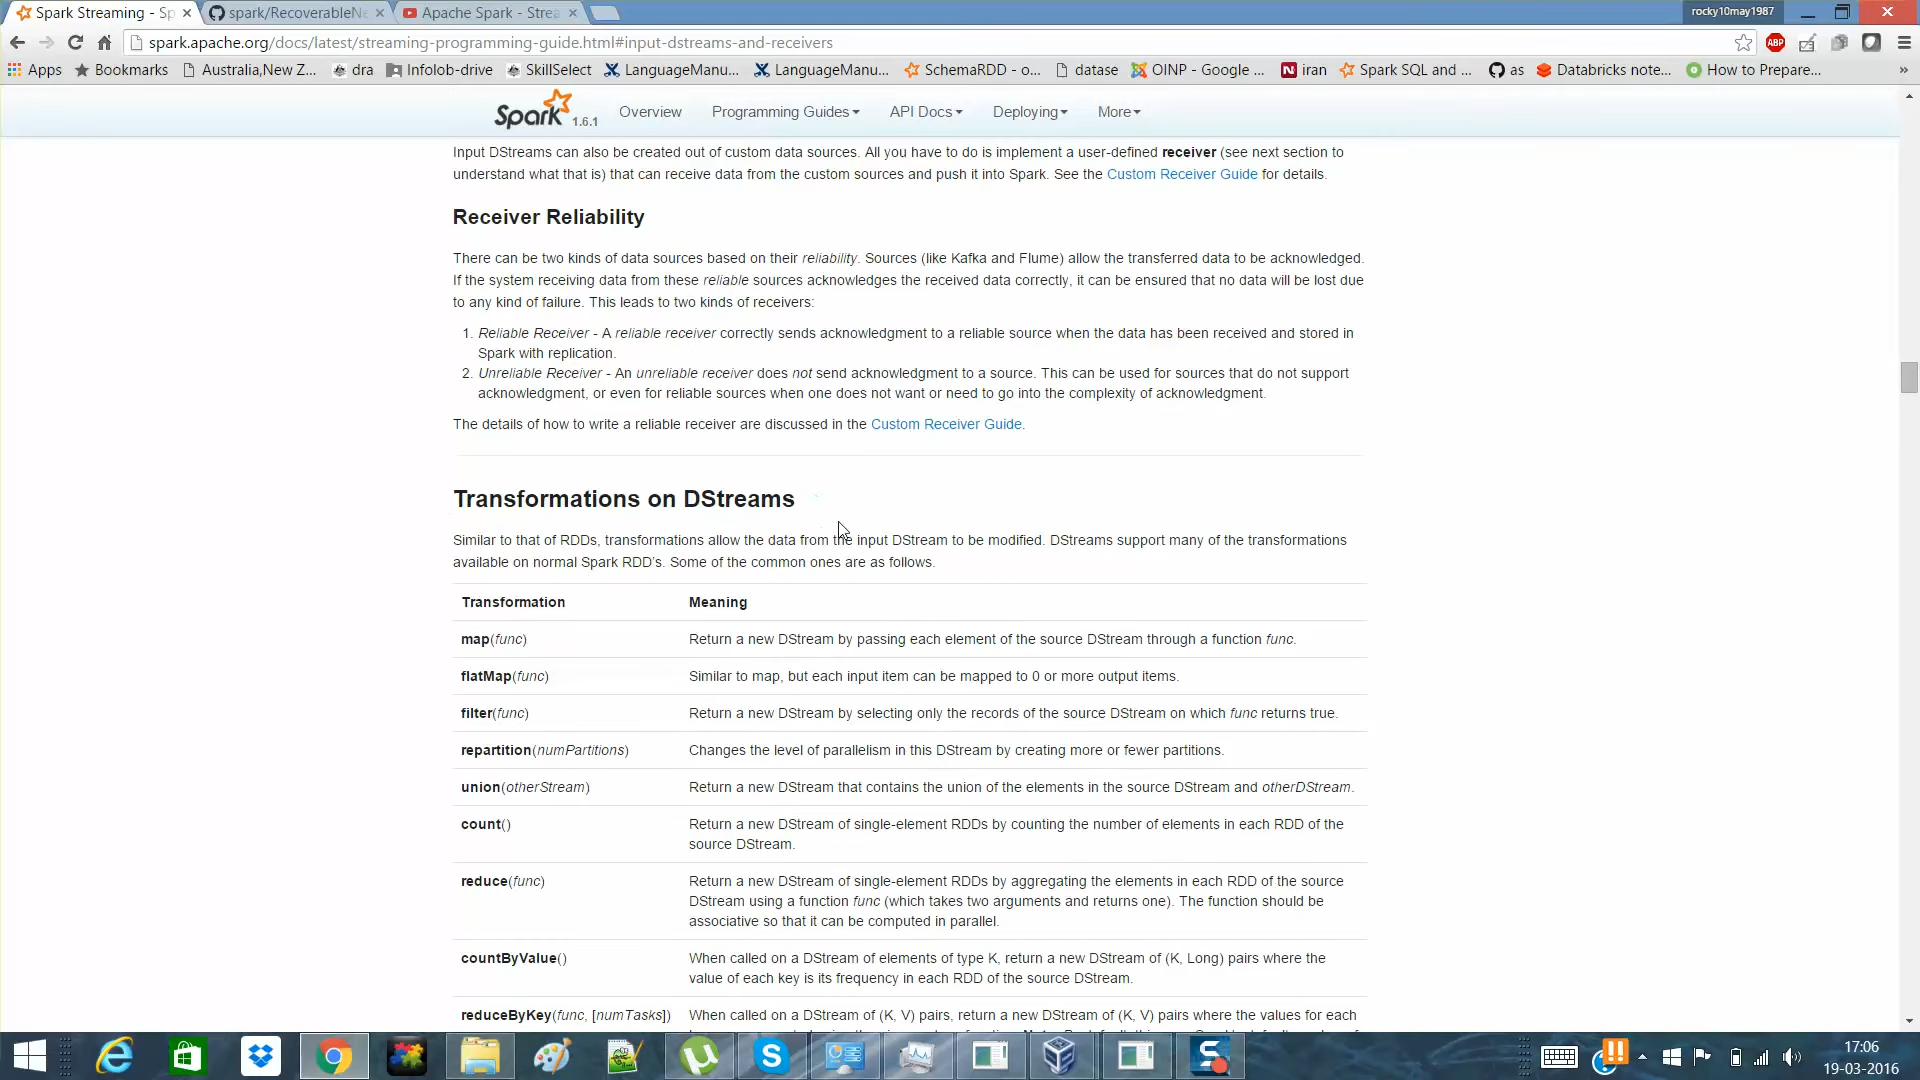 Spark Streaming - Sp
spark/RecoverableNe
Apache Spark - Strea
rocky10may1987
spark.apache.org/docs/latest/streaming-programming-guide.html#input-dstreams-and-receivers
ABP
Apps Bookmarks Australia,New Z... dra Infolob-drive SkillSelect LanguageManu... LanguageManu... SchemaRDD - o... datase OINP - Google ... iran Spark SQL and ... as Databricks note... How to Prepare... »
Spark 1.6.1 Overview Programming Guides API Docs Deploying More
Input DStreams can also be created out of custom data sources. All you have to do is implement a user-defined receiver (see next section to
understand what that is) that can receive data from the custom sources and push it into Spark. See the Custom Receiver Guide for details.
Receiver Reliability
There can be two kinds of data sources based on their reliability. Sources (like Kafka and Flume) allow the transferred data to be acknowledged.
If the system receiving data from these reliable sources acknowledges the received data correctly, it can be ensured that no data will be lost due
to any kind of failure. This leads to two kinds of receivers:
1. Reliable Receiver - A reliable receiver correctly sends acknowledgment to a reliable source when the data has been received and stored in
Spark with replication.
2. Unreliable Receiver - An unreliable receiver does not send acknowledgment to a source. This can be used for sources that do not support
acknowledgment, or even for reliable sources when one does not want or need to go into the complexity of acknowledgment.
The details of how to write a reliable receiver are discussed in the Custom Receiver Guide.
Transformations on DStreams
Similar to that of RDDs, transformations allow the data from the input DStream to be modified. DStreams support many of the transformations
available on normal Spark RDD's. Some of the common ones are as follows.
Transformation Meaning
map(func) Return a new DStream by passing each element of the source DStream through a function func.
flatMap(func) Similar to map, but each input item can be mapped to 0 or more output items.
filter(func) Return a new DStream by selecting only the records of the source DStream on which func returns true.
repartition(numPartitions) Changes the level of parallelism in this DStream by creating more or fewer partitions.
union(otherStream) Return a new DStream that contains the union of the elements in the source DStream and otherDStream.
count() Return a new DStream of single-element RDDs by counting the number of elements in each RDD of the
source DStream.
reduce(func) Return a new DStream of single-element RDDs by aggregating the elements in each RDD of the source
DStream using a function func (which takes two arguments and returns one). The function should be
associative so that it can be computed in parallel.
countByValue() When called on a DStream of elements of type K, return a new DStream of (K, Long) pairs where the
value of each key is its frequency in each RDD of the source DStream.
reduceByKey(func, [numTasks]) When called on a DStream of (K, V) pairs, return a new DStream of (K, V) pairs where the values for each
17:06
19-03-2016